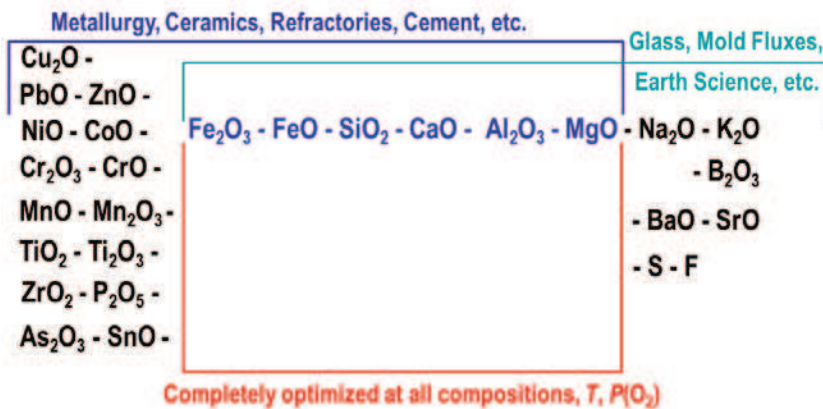 Metallurgy, Ceramics, Refractories, Cement, etc.
Glass, Mold Fluxes,
Earth Science, etc.
Cu₂O -
PbO - ZnO -
NiO - CoO - Fe₂O₃ - FeO - SiO₂ - CaO - Al₂O₃ - MgO - Na₂O - K₂O
Cr₂O₃ - CrO - - B₂O₃
MnO - Mn₂O₃ - - BaO - SrO
TiO₂ - Ti₂O₃ - - S - F
ZrO₂ - P₂O₅ -
As₂O₃ - SnO -
Completely optimized at all compositions, T, P(O₂)